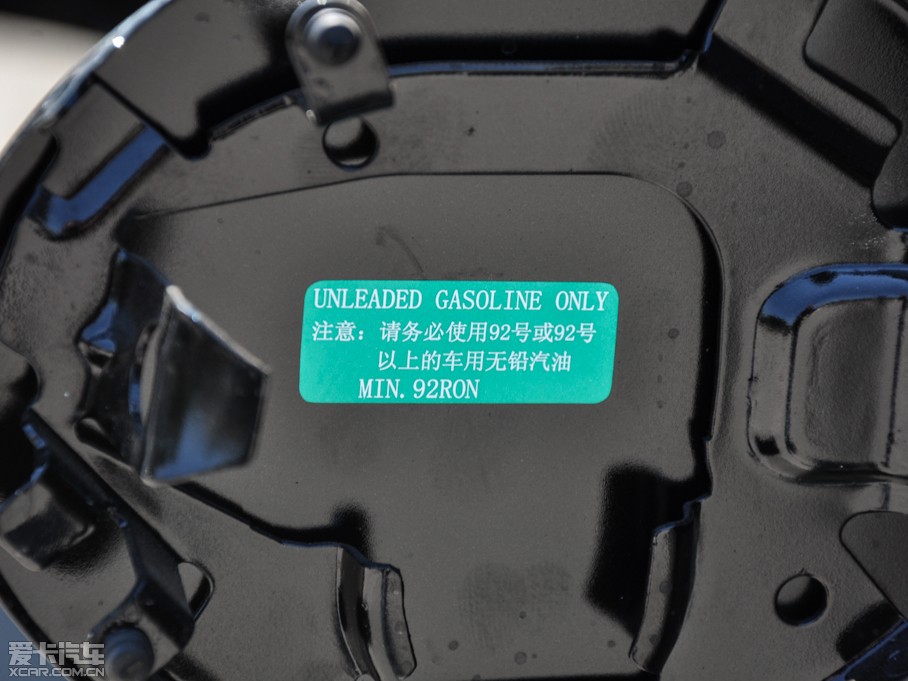 UNLEADED GASOLINE ONLY
注意：请务必使用92号或92号
以上的车用无铅汽油
MIN. 92RON
爱卡汽车
XCAR.COM.CN